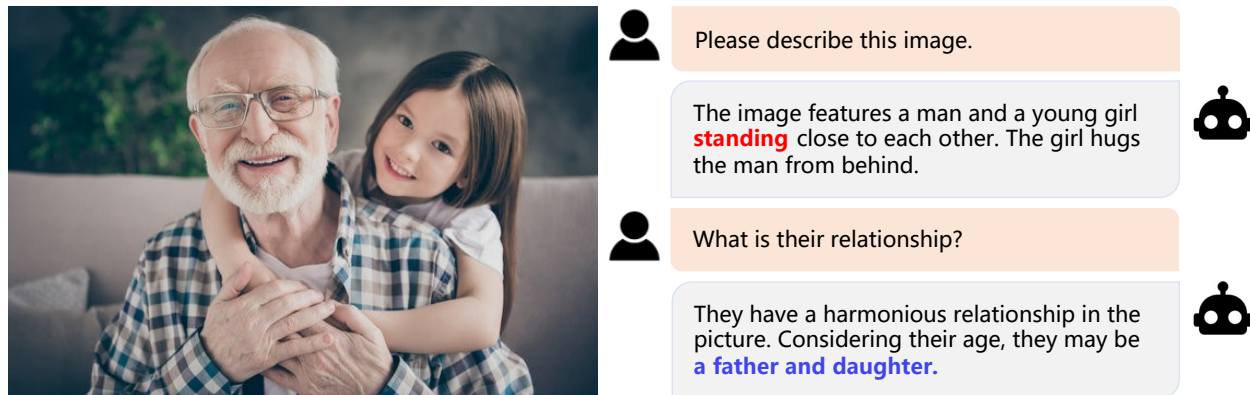 Please describe this image.
The image features a man and a young girl
standing close to each other. The girl hugs
the man from behind.
What is their relationship?
They have a harmonious relationship in the
picture. Considering their age, they may be
a father and daughter.